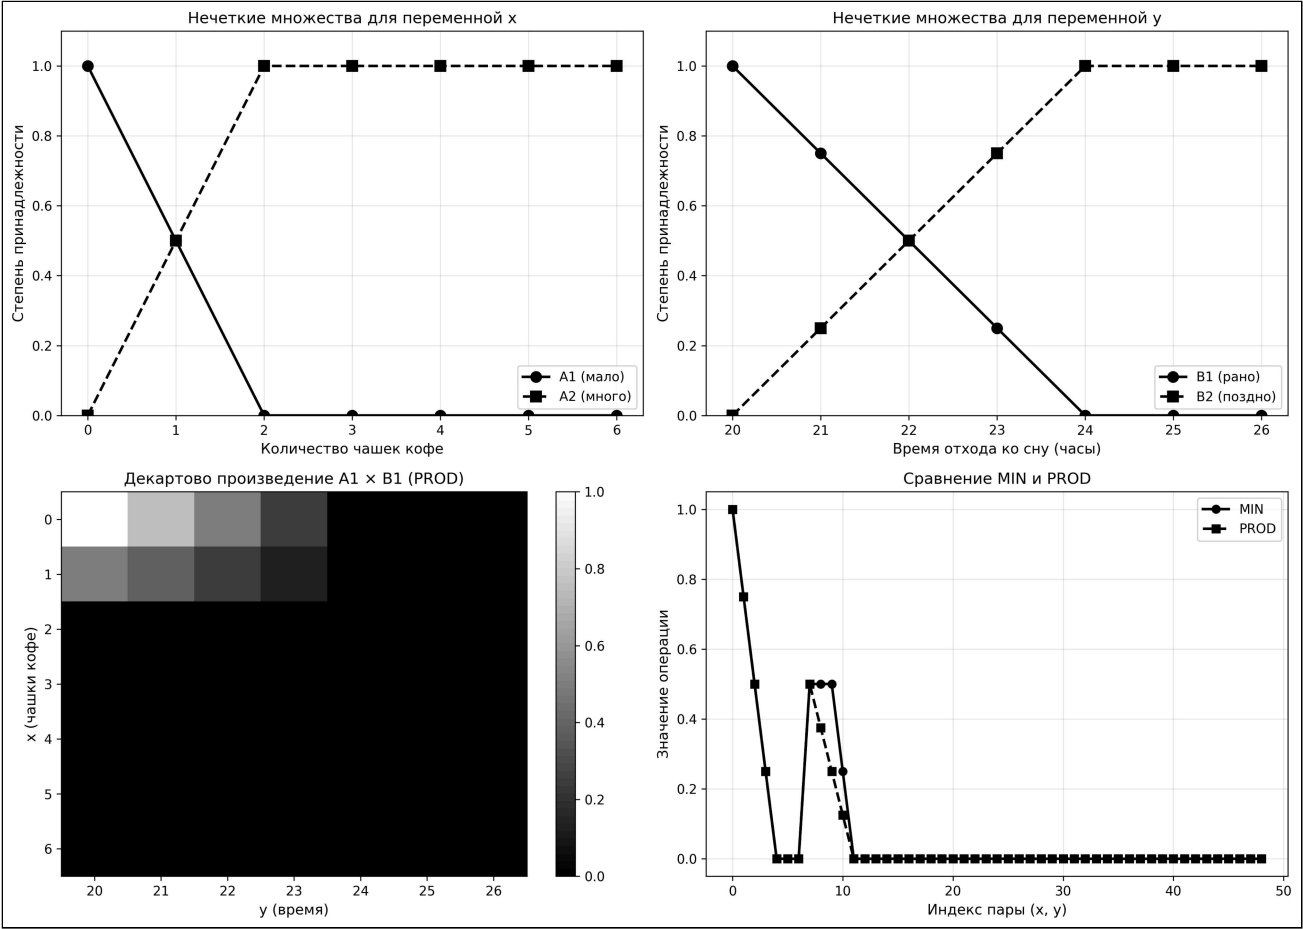 Нечеткие множества для переменной x
Степень принадлежности
1.0
0.8
0.6
0.4
0.2
0.0
0 1 2 3 4 5 6
Количество чашек кофе
A1 (мало)
A2 (много)
Нечеткие множества для переменной y
Степень принадлежности
1.0
0.8
0.6
0.4
0.2
0.0
20 21 22 23 24 25 26
Время отхода ко сну (часы)
B1 (рано)
B2 (поздно)
Декартово произведение A1 × B1 (PROD)
x (чашки кофе)
0
1
2
3
4
5
6
20 21 22 23 24 25 26
y (время)
1.0
0.8
0.6
0.4
0.2
0.0
Сравнение MIN и PROD
Значение операции
1.0
0.8
0.6
0.4
0.2
0.0
0 10 20 30 40 50
Индекс пары (x, y)
MIN
PROD